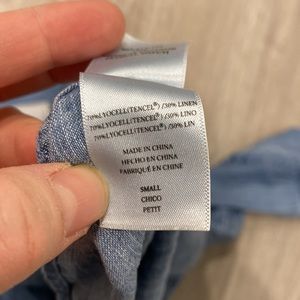 70%LYOCELL(TENCEL®) /30% LINEN
70%LYOCELL(TENCEL®) /30% LINO
70%LYOCELL(TENCEL®) /30% LIN
MADE IN CHINA
HECHO EN CHINA
FABRIQUÉ EN CHINE
SMALL
CHICO
PETIT